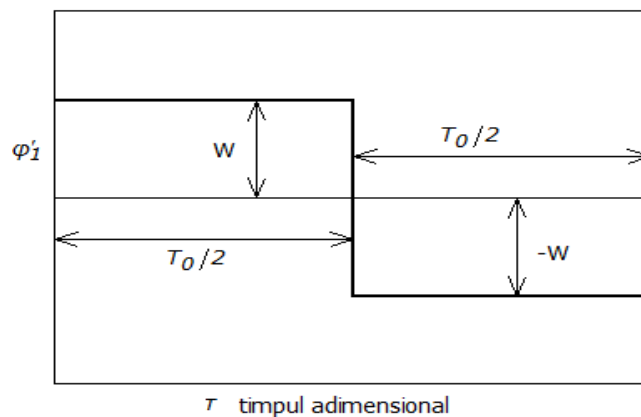 T₀/2
φ'₁
W
T₀/2
-W
τ timpul adimensional